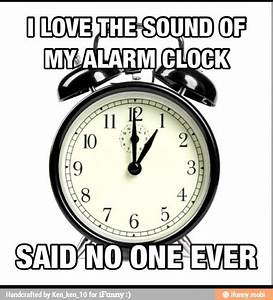 I LOVE THE SOUND OF
MY ALARM CLOCK
12
1
2
3
4
5
6
7
8
9
10
11
SAID NO ONE EVER
Handcrafted by Ken_ken_10 for iFunny :)
ifunny.mobi